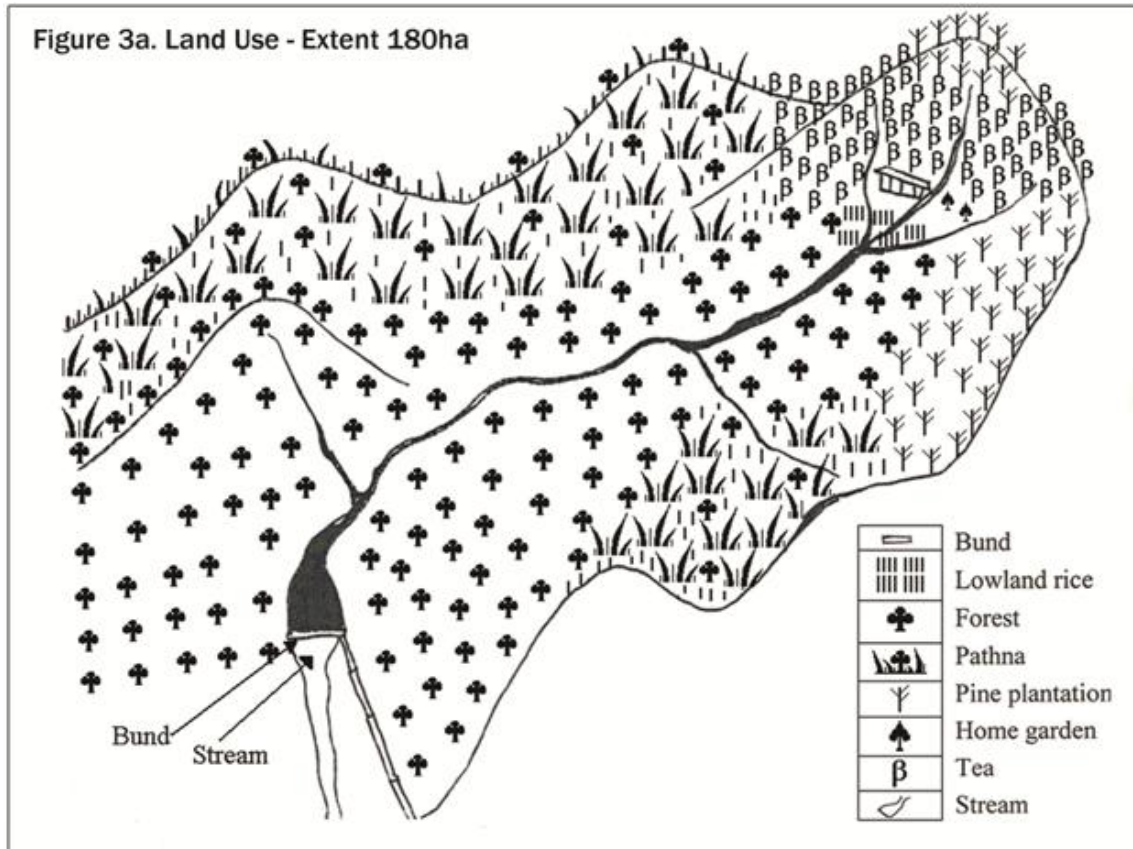 Figure 3a. Land Use - Extent 180ha
Bund
Stream
Bund
Lowland rice
Forest
Pathna
Pine plantation
Home garden
Tea
Stream